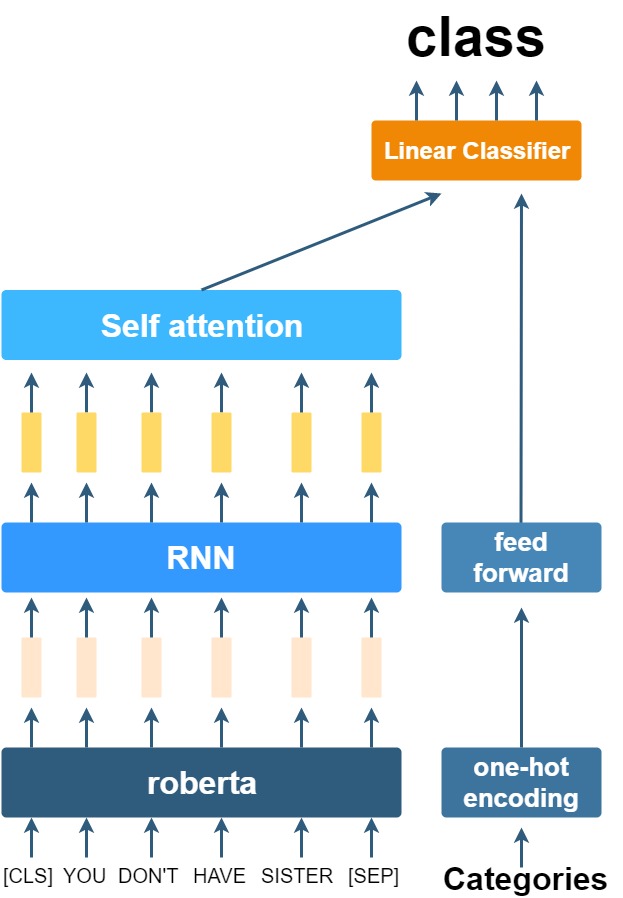 class
Linear Classifier
Self attention
RNN
feed
forward
roberta
one-hot
encoding
[CLS] YOU DON'T HAVE SISTER [SEP]
Categories